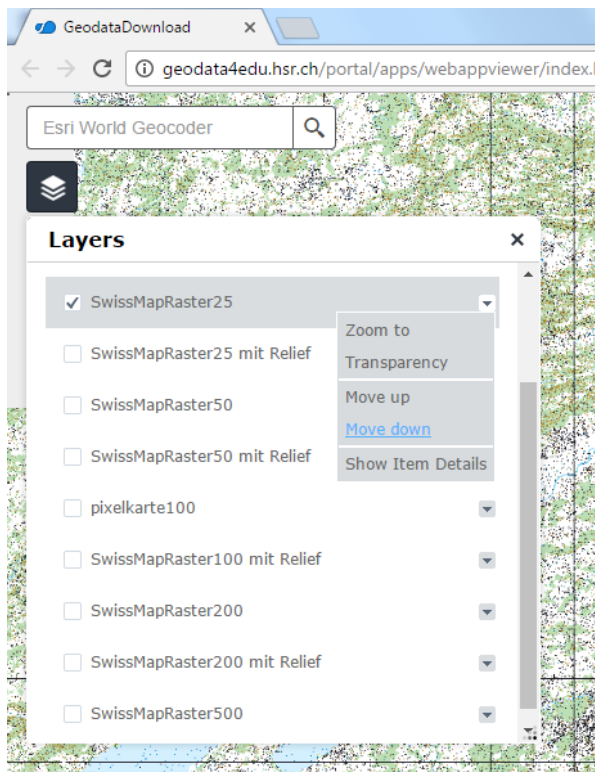 GeodataDownload
geodata4edu.hsr.ch/portal/apps/webappviewer/index.
Esri World Geocoder
Layers
SwissMapRaster25
Zoom to
SwissMapRaster25 mit Relief
Transparency
Move up
SwissMapRaster50
Move down
SwissMapRaster50 mit Relief
Show Item Details
pixelkarte100
SwissMapRaster100 mit Relief
SwissMapRaster200
SwissMapRaster200 mit Relief
SwissMapRaster500